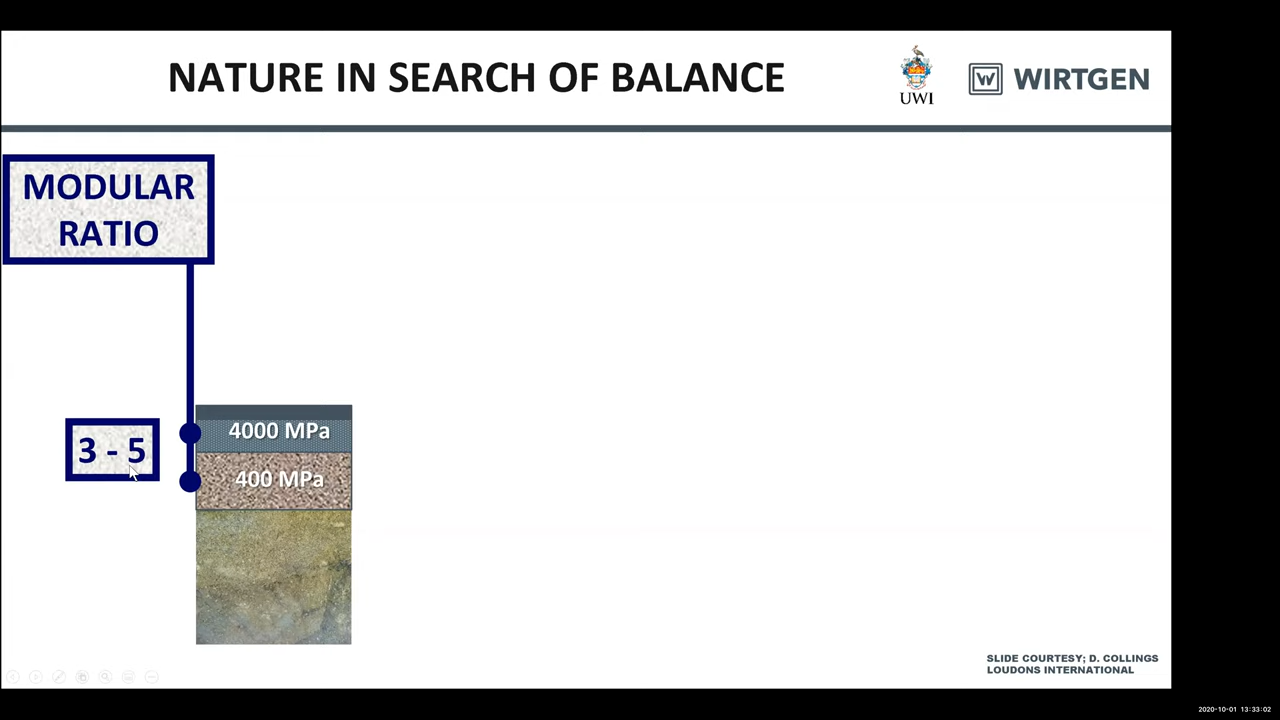 NATURE IN SEARCH OF BALANCE
UWI
W WIRTGEN
MODULAR
RATIO
3 - 5
4000 MPa
400 MPa
SLIDE COURTESY; D. COLLINGS
LOUDONS INTERNATIONAL
2020-10-01 13:33:02